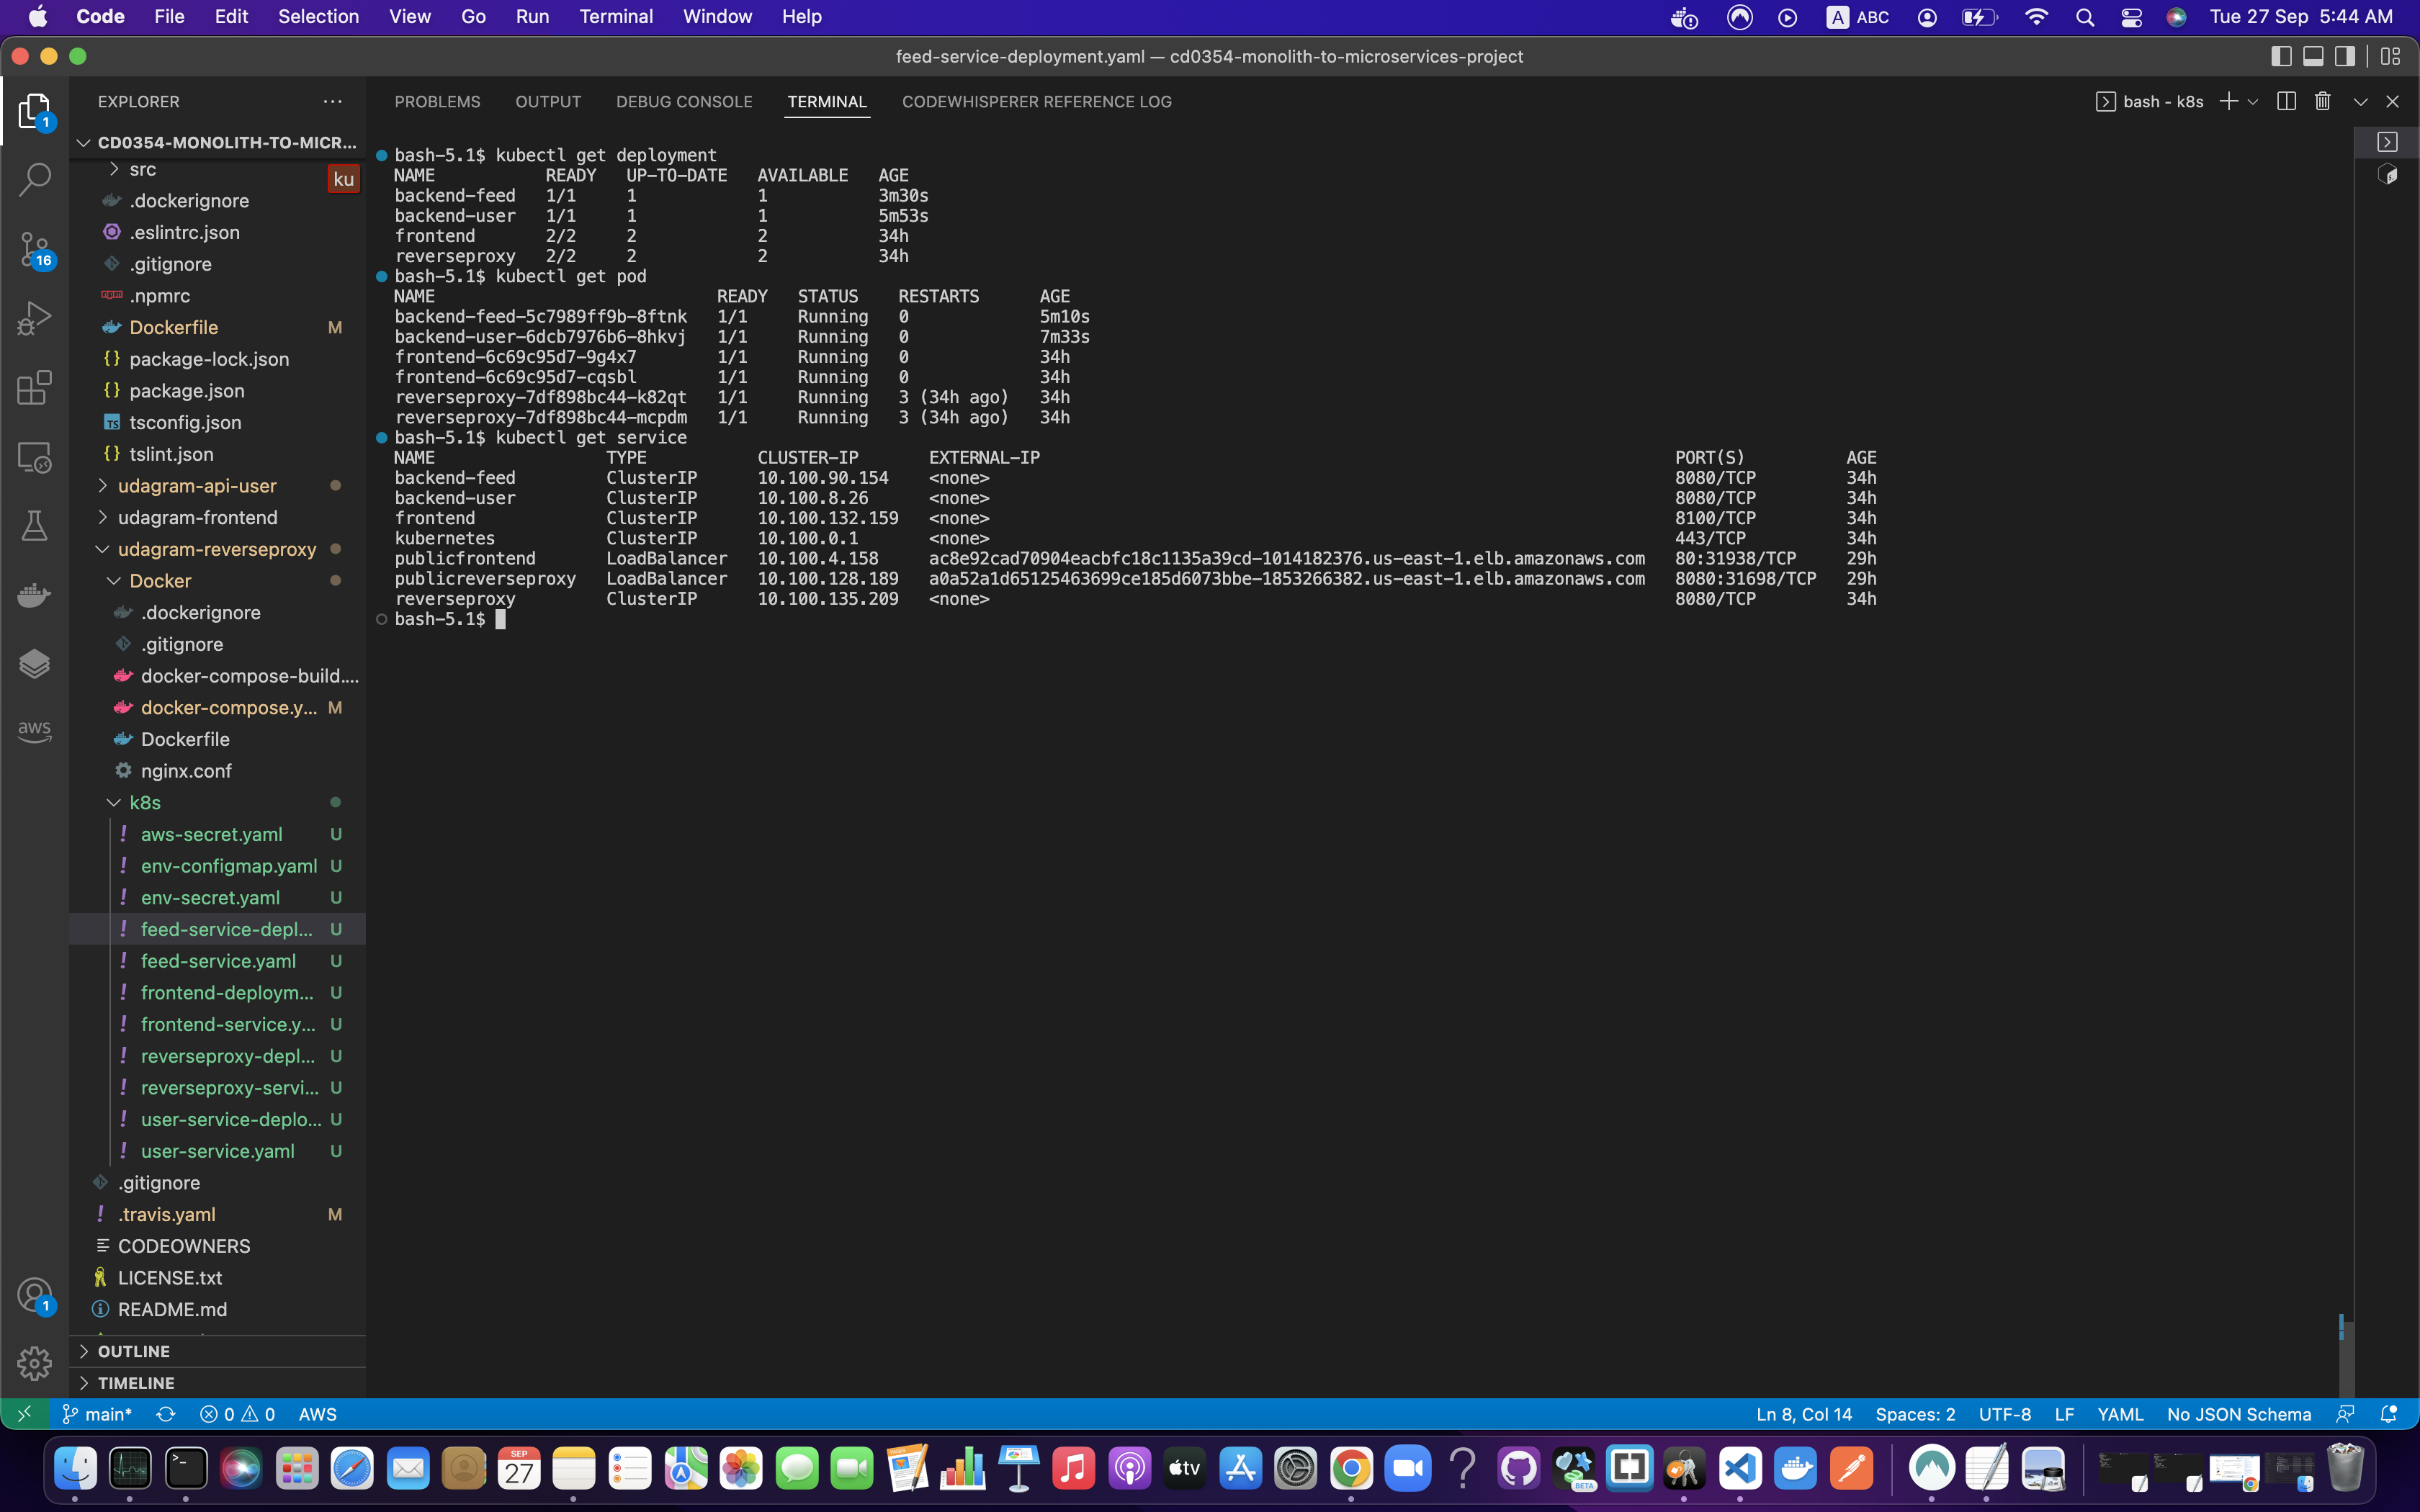 Code File Edit Selection View Go Run Terminal Window Help
A ABC Tue 27 Sep 5:44 AM
feed-service-deployment.yaml — cd0354-monolith-to-microservices-project
EXPLORER
PROBLEMS OUTPUT DEBUG CONSOLE TERMINAL CODEWHISPERER REFERENCE LOG
bash - k8s
1
CD0354-MONOLITH-TO-MICR...
src
ku
.dockerignore
.eslintrc.json
16
.gitignore
.npmrc
Dockerfile M
package-lock.json
package.json
TS tsconfig.json
tslint.json
udagram-api-user
udagram-frontend
udagram-reverseproxy
Docker
.dockerignore
.gitignore
docker-compose-build....
docker-compose.y... M
aws
Dockerfile
nginx.conf
k8s
! aws-secret.yaml U
! env-configmap.yaml U
! env-secret.yaml U
! feed-service-depl... U
! feed-service.yaml U
! frontend-deploym... U
! frontend-service.y... U
! reverseproxy-depl... U
! reverseproxy-servi... U
! user-service-deplo... U
! user-service.yaml U
.gitignore
! .travis.yaml M
CODEOWNERS
LICENSE.txt
1
README.md
OUTLINE
TIMELINE
bash-5.1$ kubectl get deployment
NAME READY UP-TO-DATE AVAILABLE AGE
backend-feed 1/1 1 1 3m30s
backend-user 1/1 1 1 5m53s
frontend 2/2 2 2 34h
reverseproxy 2/2 2 2 34h
bash-5.1$ kubectl get pod
NAME READY STATUS RESTARTS AGE
backend-feed-5c7989ff9b-8ftnk 1/1 Running 0 5m10s
backend-user-6dcb7976b6-8hkvj 1/1 Running 0 7m33s
frontend-6c69c95d7-9g4x7 1/1 Running 0 34h
frontend-6c69c95d7-cqsbl 1/1 Running 0 34h
reverseproxy-7df898bc44-k82qt 1/1 Running 3 (34h ago) 34h
reverseproxy-7df898bc44-mcpdm 1/1 Running 3 (34h ago) 34h
bash-5.1$ kubectl get service
NAME TYPE CLUSTER-IP EXTERNAL-IP PORT(S) AGE
backend-feed ClusterIP 10.100.90.154 <none> 8080/TCP 34h
backend-user ClusterIP 10.100.8.26 <none> 8080/TCP 34h
frontend ClusterIP 10.100.132.159 <none> 8100/TCP 34h
kubernetes ClusterIP 10.100.0.1 <none> 443/TCP 34h
publicfrontend LoadBalancer 10.100.4.158 ac8e92cad70904eacbfc18c1135a39cd-1014182376.us-east-1.elb.amazonaws.com 80:31938/TCP 29h
publicreverseproxy LoadBalancer 10.100.128.189 a0a52a1d65125463699ce185d6073bbe-1853266382.us-east-1.elb.amazonaws.com 8080:31698/TCP 29h
reverseproxy ClusterIP 10.100.135.209 <none> 8080/TCP 34h
bash-5.1$
main* 0 0 AWS
Ln 8, Col 14 Spaces: 2 UTF-8 LF YAML No JSON Schema
SEP
27
tv
BETA